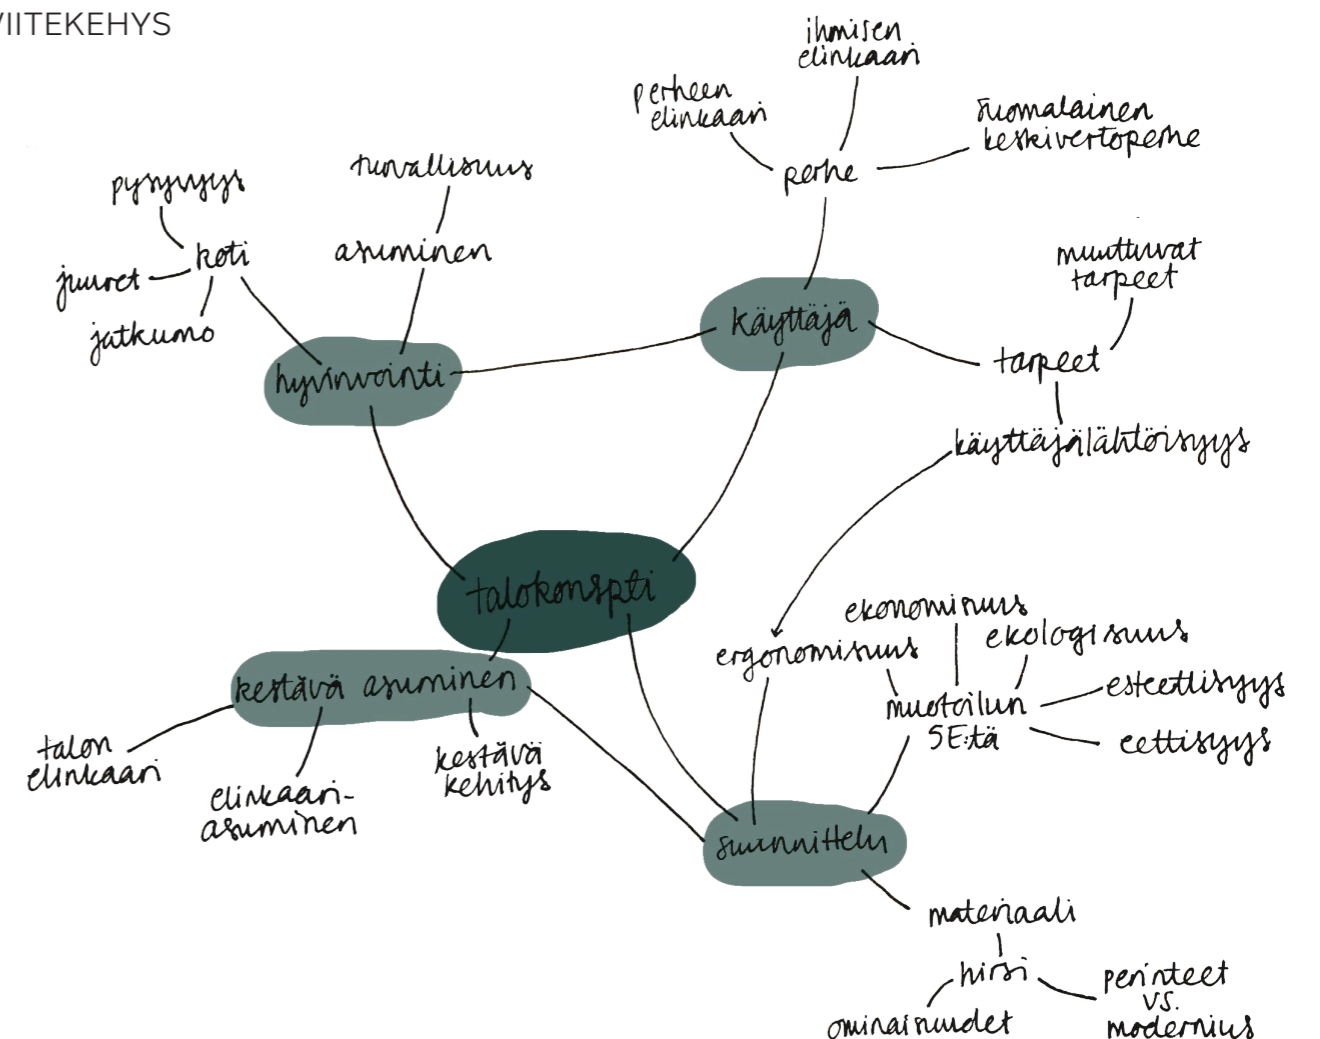 VIITEKEHYS
ihmisen
elinkaari
perheen
elinkaari
suomalainen
keskivertoperhe
perhe
turvallisuus
pysyvyys
koti
asuminen
juuret
jatkumo
muuttuvat
tarpeet
käyttäjä
tarpeet
hyvinvointi
käyttäjälähtöisyys
talokonspti
ekonomisuus
ekologisuus
ergonomisuus
esteettisyys
muotoilun
5E:tä
eettisyys
kestävä asuminen
talon
elinkaari
kestävä
kehitys
elinkaari-
asuminen
suunnittelu
materiaali
hirsi
perinteet
vs.
modernius
ominaisuudet